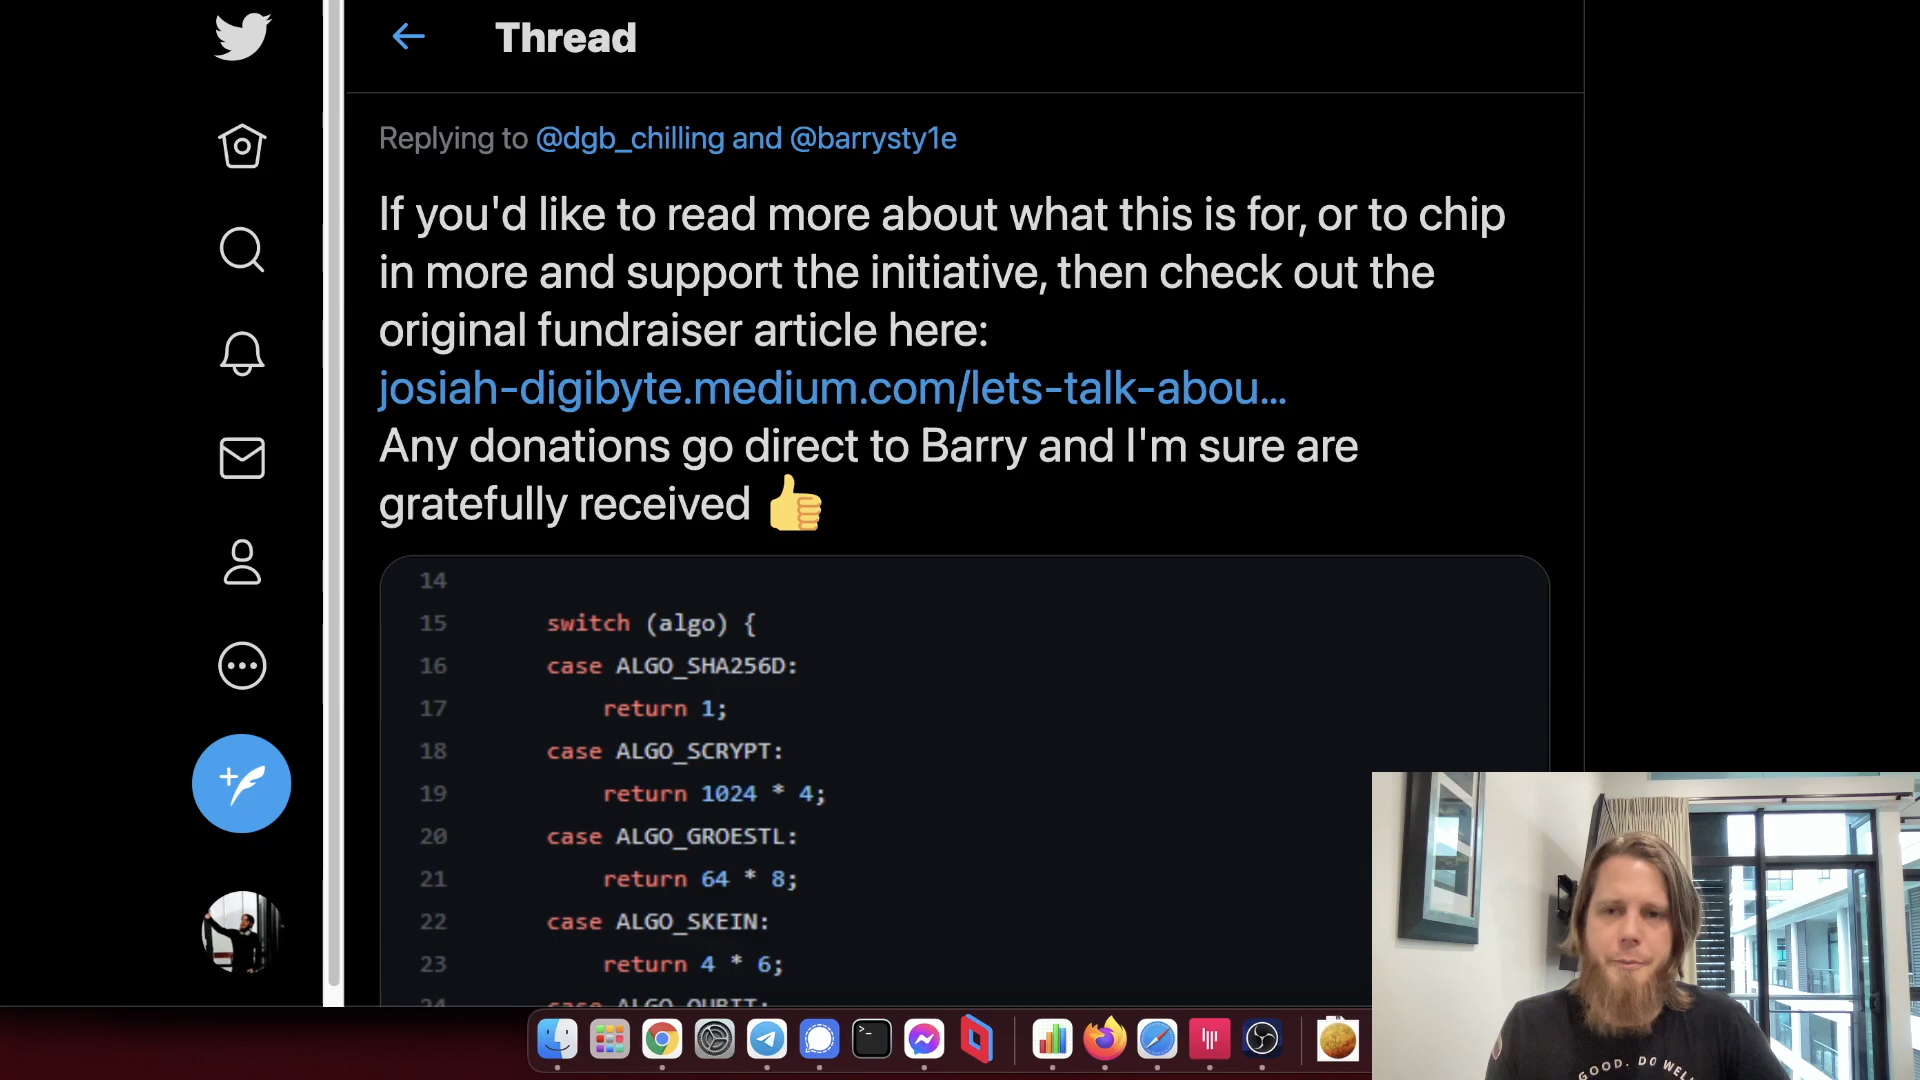 Thread
Replying to @dgb_chilling and @barrysty1e
If you'd like to read more about what this is for, or to chip
in more and support the initiative, then check out the
original fundraiser article here:
josiah-digibyte.medium.com/lets-talk-abou...
Any donations go direct to Barry and I'm sure are
gratefully received 👍
14
15 switch (algo) {
16 case ALGO_SHA256D:
17 return 1;
18 case ALGO_SCRYPT:
19 return 1024 * 4;
20 case ALGO_GROESTL:
21 return 64 * 8;
22 case ALGO_SKEIN:
23 return 4 * 6;
24 case ALGO_QUBIT:
GOOD. DO WELL